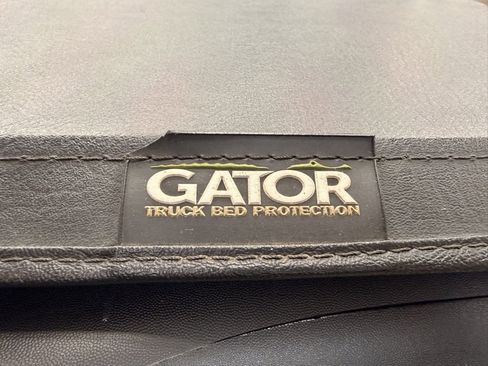 GATOR
TRUCK BED PROTECTION